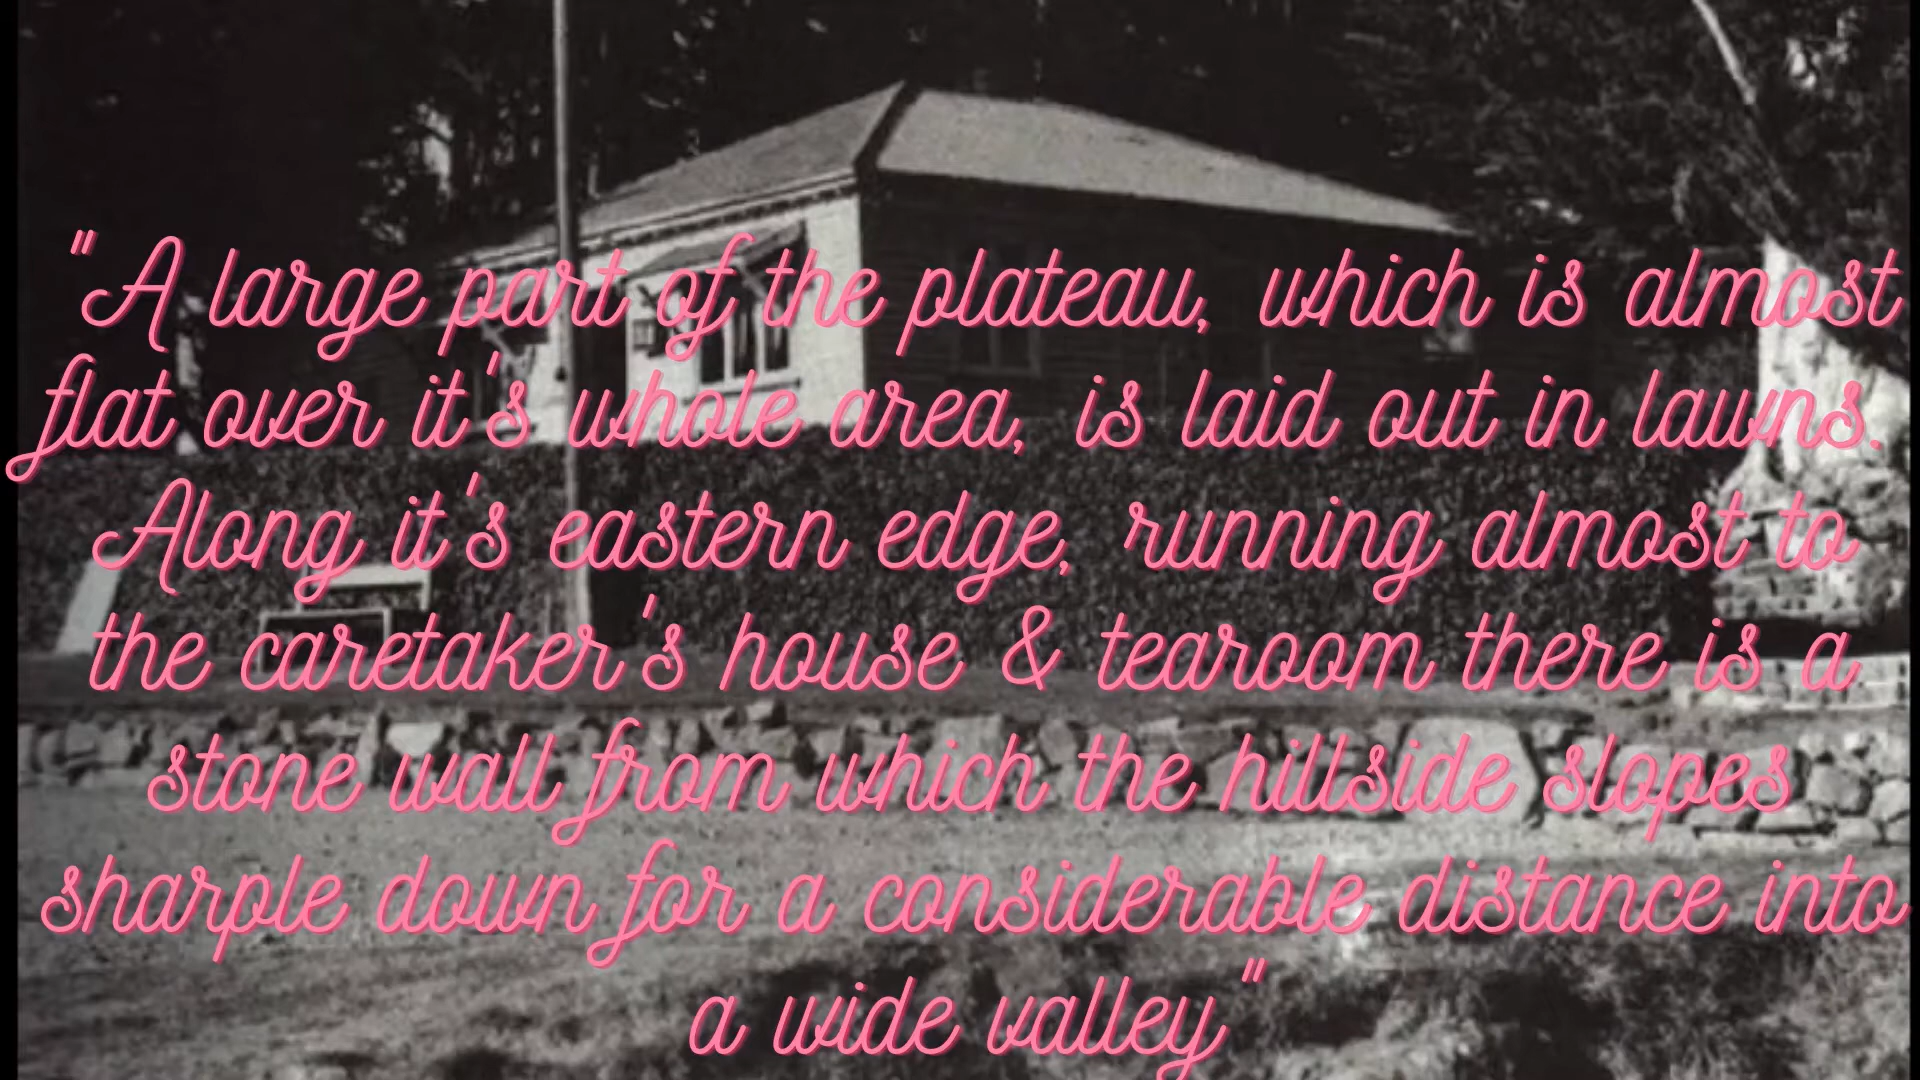 "A large part of the plateau, which is almost
flat over it's whole area, is laid out in lawns.
Along it's eastern edge, running almost to
the caretaker's house & tearoom there is a
stone wall from which the hillside slopes
sharple down for a considerable distance into
a wide valley"